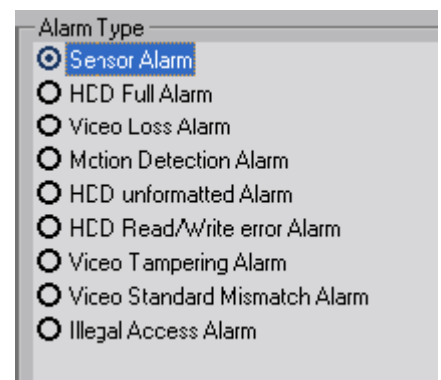 Alarm Type
Sensor Alarm
HDD Full Alarm
Video Loss Alarm
Motion Detection Alarm
HDD unformatted Alarm
HDD Read/Write error Alarm
Video Tampering Alarm
Video Standard Mismatch Alarm
Illegal Access Alarm